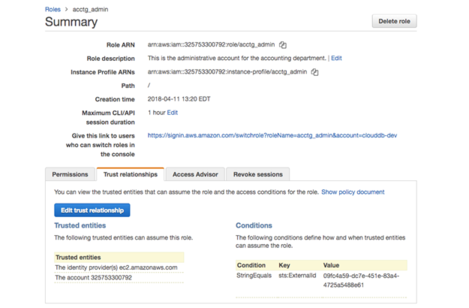 Roles > acctg_admin
Summary
Delete role
Role ARN arn:aws:iam::325753300792:role/acctg_admin
Role description This is the administrative account for the accounting department. | Edit
Instance Profile ARNs arn:aws:iam::325753300792:instance-profile/acctg_admin
Path /
Creation time 2018-04-11 13:20 EDT
Maximum CLI/API 1 hour Edit
session duration
Give this link to users https://signin.aws.amazon.com/switchrole?roleName=acctg_admin&account=clouddb-dev
who can switch roles in
the console
Permissions Trust relationships Access Advisor Revoke sessions
You can view the trusted entities that can assume the role and the access conditions for the role. Show policy document
Edit trust relationship
Trusted entities
The following trusted entities can assume this role.
Trusted entities
The identity provider(s) ec2.amazonaws.com
The account 325753300792
Conditions
The following conditions define how and when trusted entities
can assume the role.
Condition Key Value
StringEquals sts:ExternalId 09fc4a59-dc7e-451e-83a4-
4725a5488e61